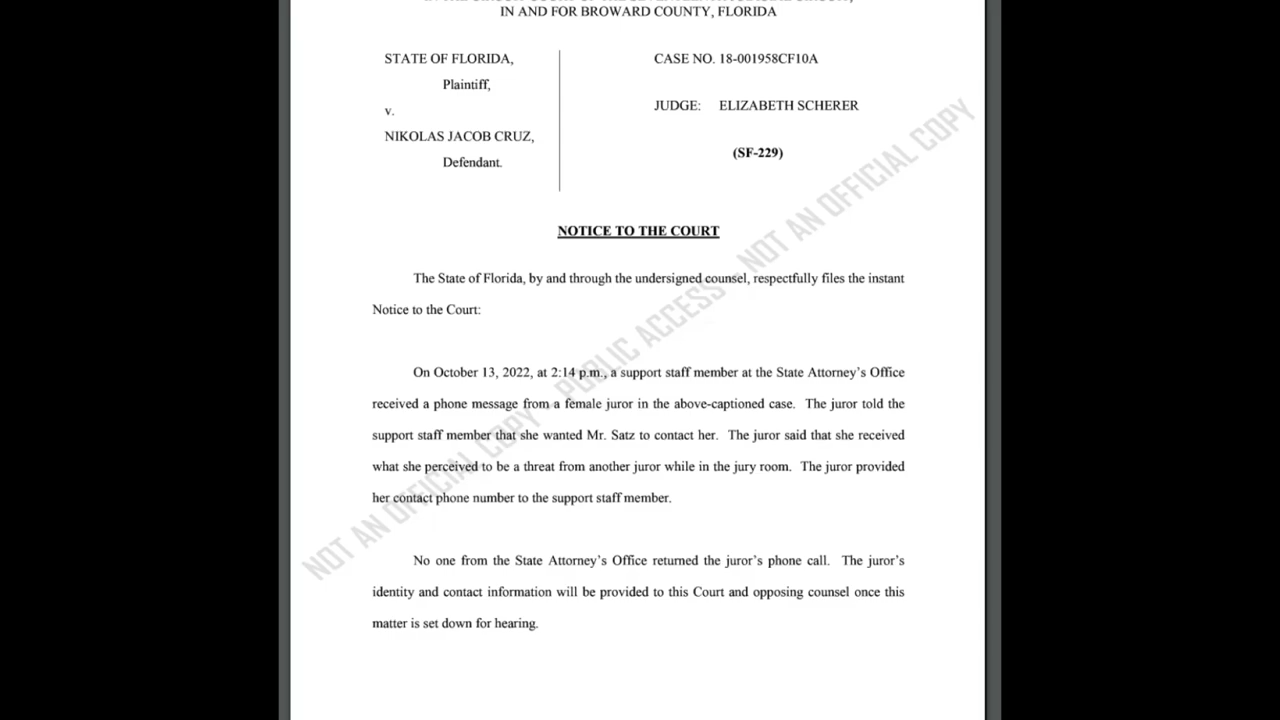 IN AND FOR BROWARD COUNTY, FLORIDA
STATE OF FLORIDA,
Plaintiff,
v.
NIKOLAS JACOB CRUZ,
Defendant.
CASE NO. 18-001958CF10A
JUDGE: ELIZABETH SCHERER
(SF-229)
NOTICE TO THE COURT
The State of Florida, by and through the undersigned counsel, respectfully files the instant
Notice to the Court:
On October 13, 2022, at 2:14 p.m., a support staff member at the State Attorney's Office
received a phone message from a female juror in the above-captioned case. The juror told the
support staff member that she wanted Mr. Satz to contact her. The juror said that she received
what she perceived to be a threat from another juror while in the jury room. The juror provided
her contact phone number to the support staff member.
No one from the State Attorney's Office returned the juror's phone call. The juror's
identity and contact information will be provided to this Court and opposing counsel once this
matter is set down for hearing.
NOT AN OFFICIAL COPY - PUBLIC ACCESS - NOT AN OFFICIAL COPY